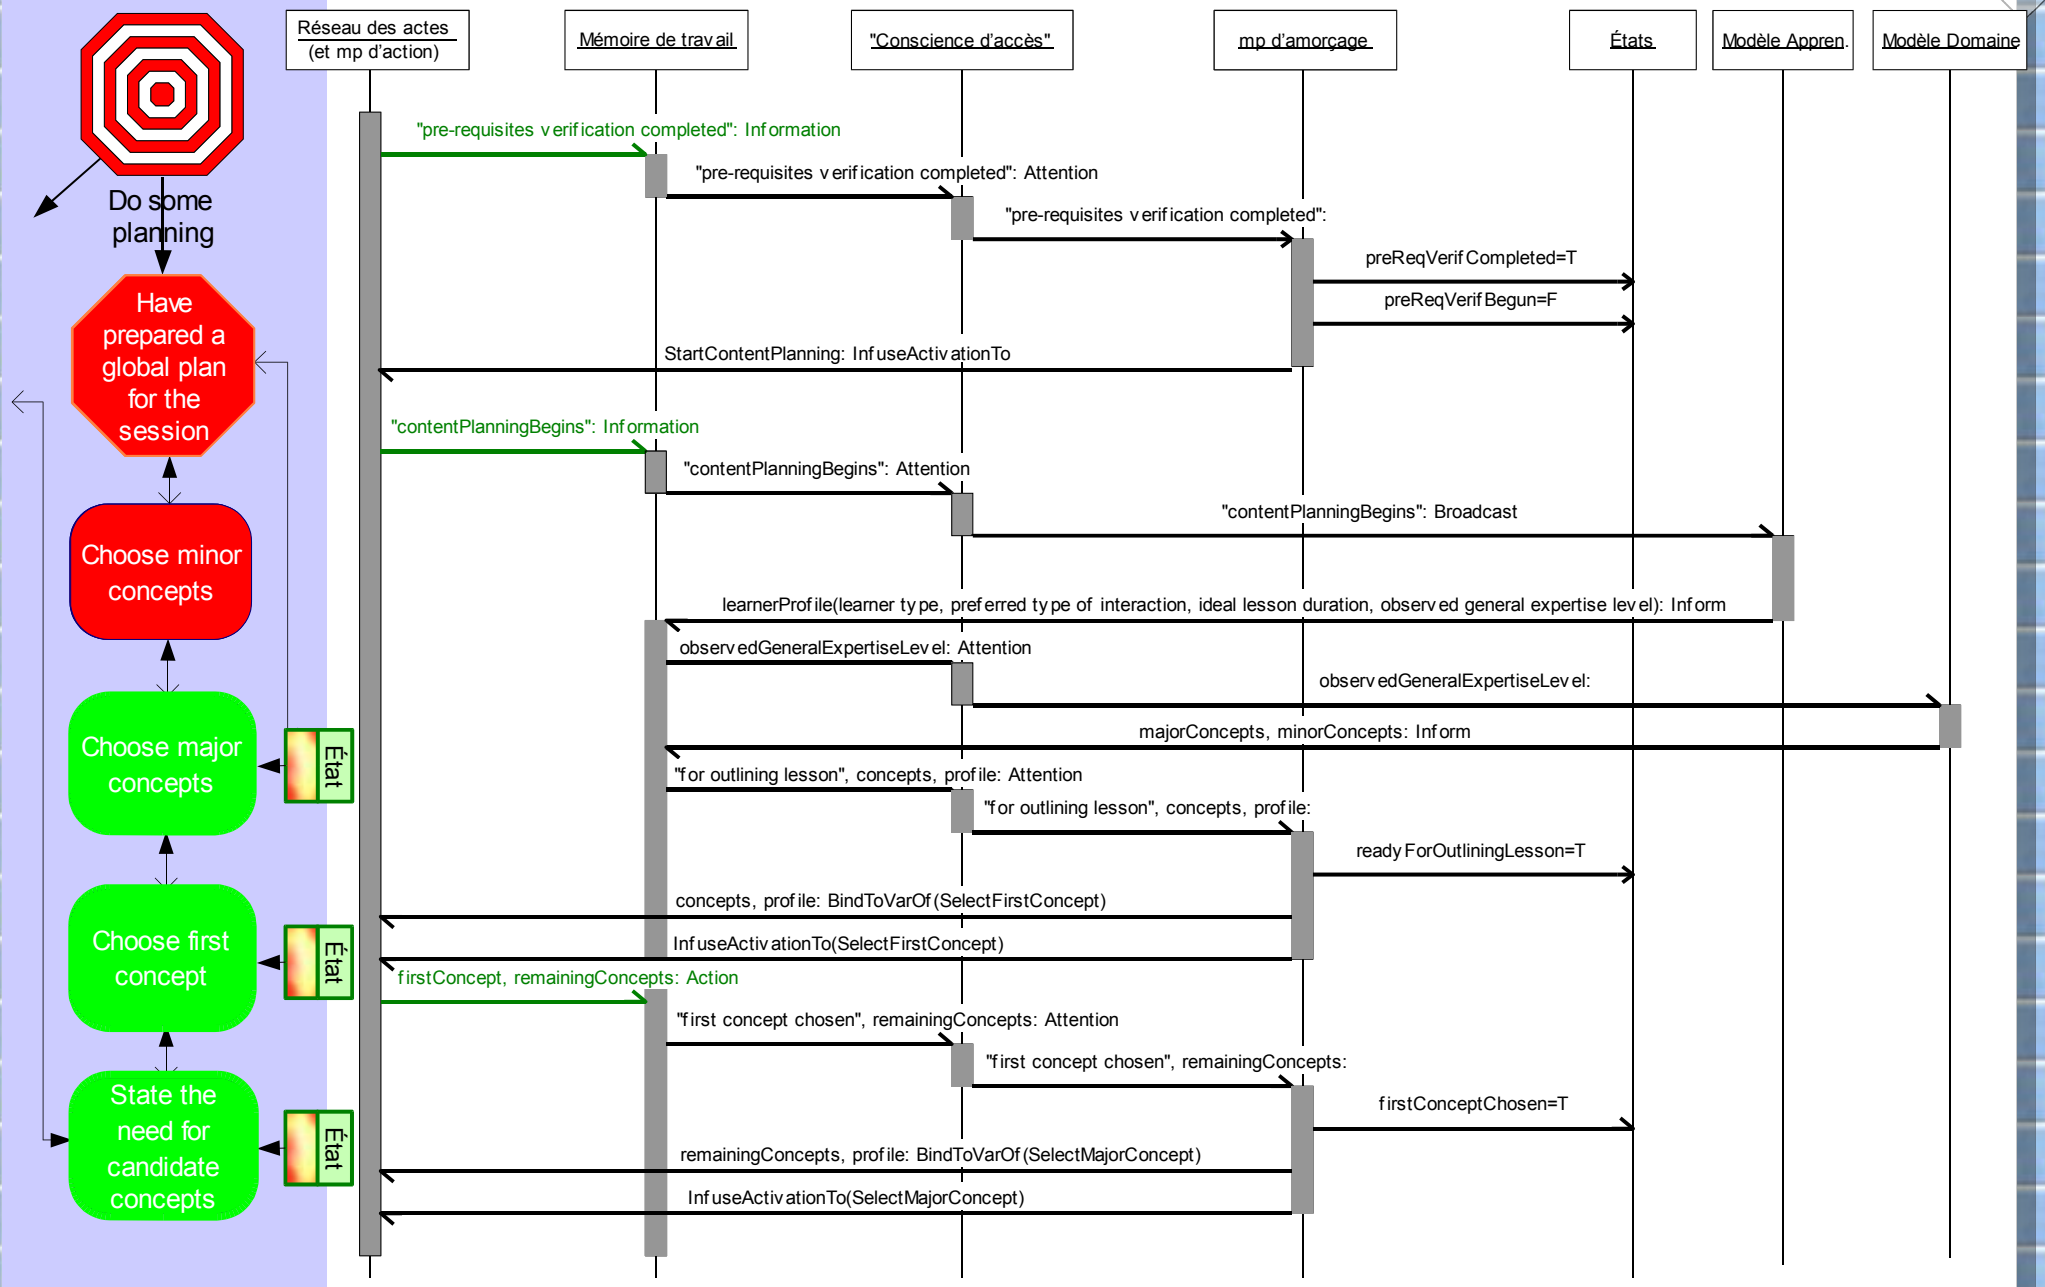 Réseau des actes
(et mp d'action)
Mémoire de travail
"Conscience d'accès"
mp d'amorçage
États
Modèle Appren.
Modèle Domaine
Do some
planning
Have
prepared a
global plan
for the
session
Choose minor
concepts
Choose major
concepts
État
Choose first
concept
État
State the
need for
candidate
concepts
État
"pre-requisites verification completed": Information
"pre-requisites verification completed": Attention
"pre-requisites verification completed":
preReqVerifCompleted=T
preReqVerifBegun=F
StartContentPlanning: InfuseActivationTo
"contentPlanningBegins": Information
"contentPlanningBegins": Attention
"contentPlanningBegins": Broadcast
learnerProfile(learner type, preferred type of interaction, ideal lesson duration, observed general expertise level): Inform
observedGeneralExpertiseLevel: Attention
observedGeneralExpertiseLevel:
majorConcepts, minorConcepts: Inform
"for outlining lesson", concepts, profile: Attention
"for outlining lesson", concepts, profile:
readyForOutliningLesson=T
concepts, profile: BindToVarOf(SelectFirstConcept)
InfuseActivationTo(SelectFirstConcept)
firstConcept, remainingConcepts: Action
"first concept chosen", remainingConcepts: Attention
"first concept chosen", remainingConcepts:
firstConceptChosen=T
remainingConcepts, profile: BindToVarOf(SelectMajorConcept)
InfuseActivationTo(SelectMajorConcept)